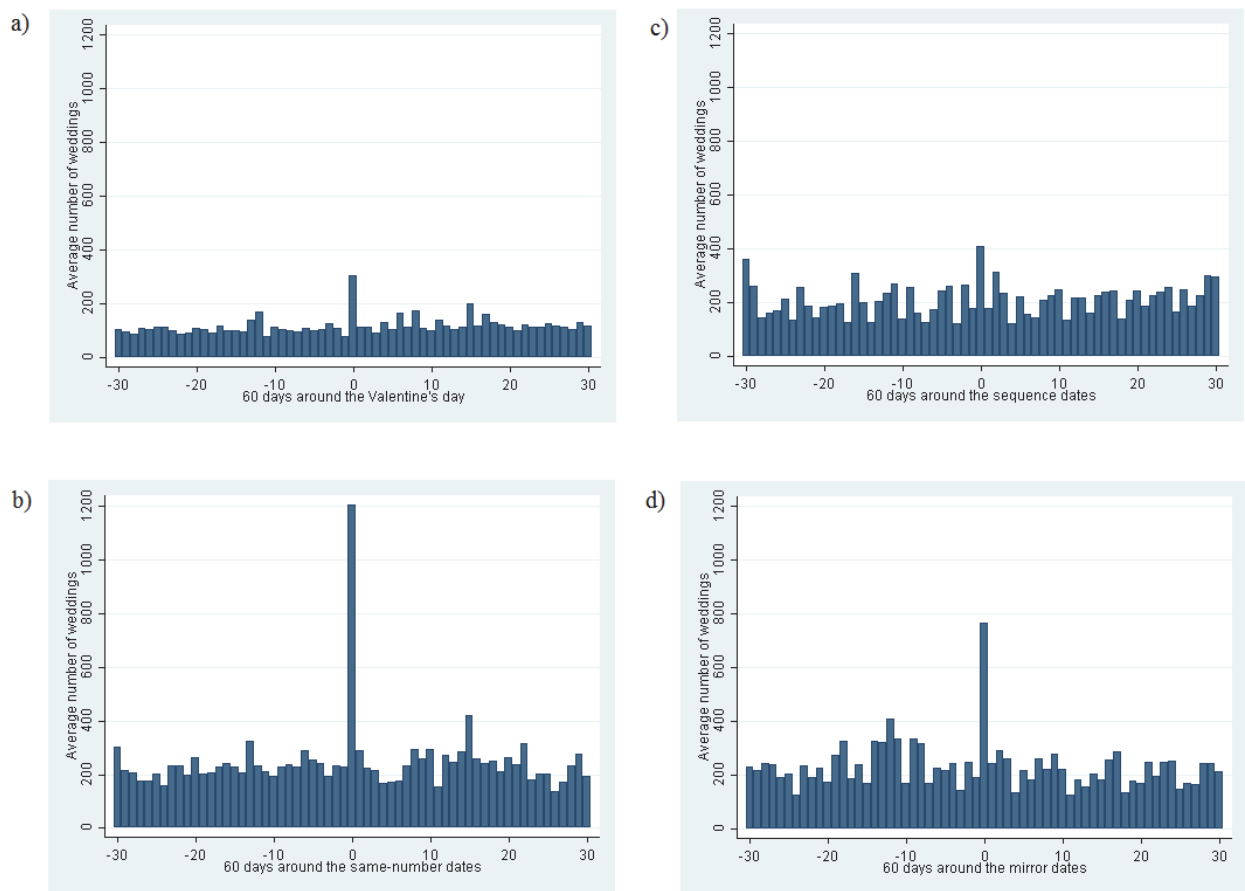 a)
Average number of weddings
1200
1000
800
600
400
200
0
-30 -20 -10 0 10 20 30
60 days around the Valentine's day
c)
Average number of weddings
1200
1000
800
600
400
200
0
-30 -20 -10 0 10 20 30
60 days around the sequence dates
b)
Average number of weddings
1200
1000
800
600
400
200
0
-30 -20 -10 0 10 20 30
60 days around the same-number dates
d)
Average number of weddings
1200
1000
800
600
400
200
0
-30 -20 -10 0 10 20 30
60 days around the mirror dates